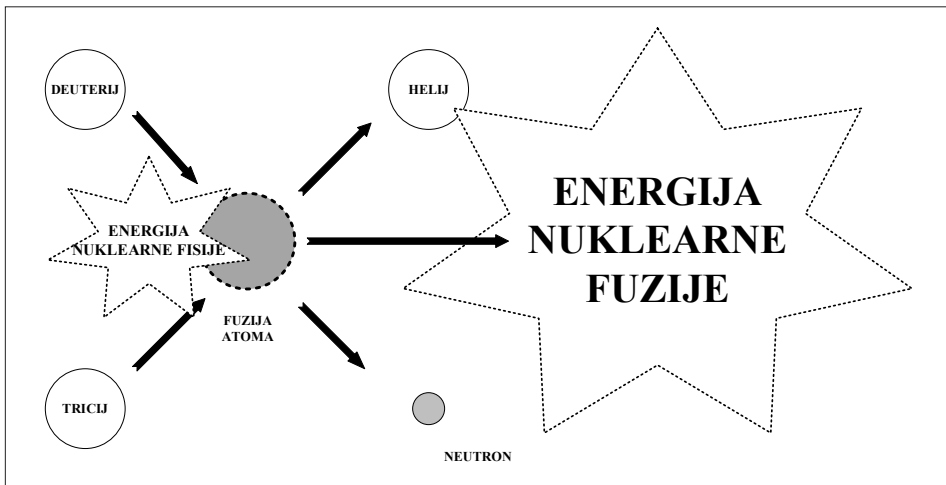 DEUTERIJ
HELIJ
ENERGIJA
NUKLEARNE FISIJE
ENERGIJA
NUKLEARNE
FUZIJE
FUZIJA
ATOMA
TRICIJ
NEUTRON